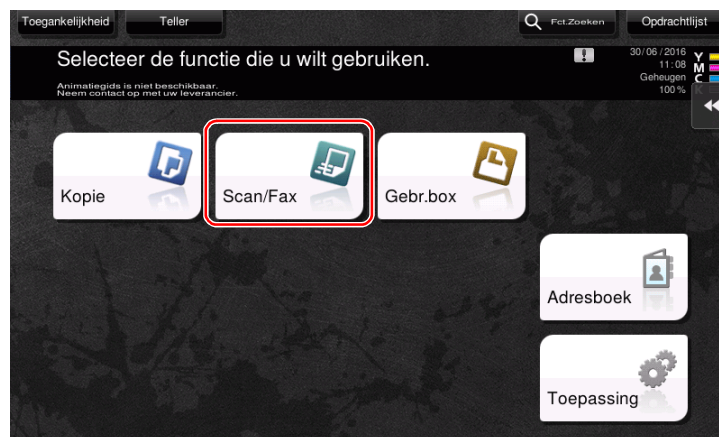 Toegankelijkheid
Teller
Fct.Zoeken
Opdrachtlijst
Selecteer de functie die u wilt gebruiken.
Animatiegids is niet beschikbaar.
Neem contact op met uw leverancier.
30/06/2016
11:08
Geheugen
100 %
Y
M
C
K
Kopie
Scan/Fax
Gebr.box
Adresboek
Toepassing